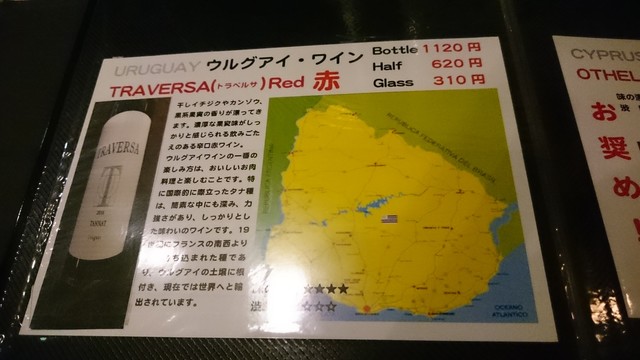 URUGUAY ウルグアイ・ワイン
TRAVERSA(トラベルサ)Red 赤
Bottle 1120 円
Half 620 円
Glass 310 円
干しイチジクやカンゾウ、
黒系果実の香りが漂ってき
ます。濃厚な果実味がしっ
かりと感じられる飲みごた
えのある辛口赤ワイン。
ウルグアイワインの一番の
楽しみ方は、おいしいお肉
料理と楽しむことです。特
に国際的に際立ったタナ種
は、簡素な中にも深み、力
強さがあり、しっかりとし
た味わいのワインです。19
にフランスの南西より
ち込まれた種であ
り、ウルグアイの土壌に根
付き、現在では世界へと輸
出されています。
TRAVERSA
T
TANNAT
REPUBLICA FEDERATIVA DEL BRASIL
OCEANO
ATLANTICO
★★★★★
渋 ☆☆☆
CYPRUS
OTHEL
味の濃
渋
お
奨
め
!